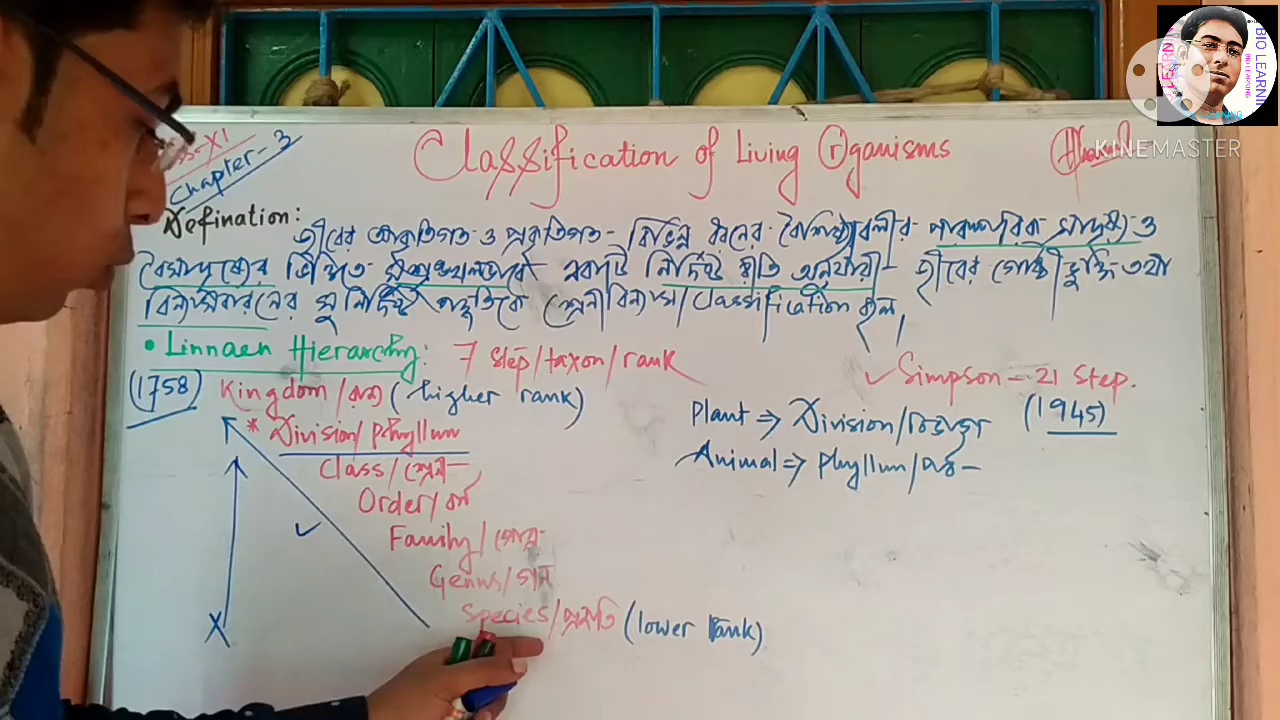 Class-XI
Chapter-3
Classification of Living Organisms
Defination:
জীবের আকৃতিগত ও প্রকৃতিগত বিভিন্ন ধরনের বৈশিষ্ট্যাবলীর পারস্পরিক সাদৃশ্য ও
বৈসাদৃশ্যের ভিত্তিতে সুশৃঙ্খলভাবে একটি নির্দিষ্ট রীতি অনুযায়ী জীবের গোষ্ঠীভুক্তি তথা
বিন্যাসকরনের সুনির্দিষ্ট পদ্ধতিকে শ্রেনীবিন্যাস/Classification বলে,
• Linnaen Hierarchy: 7 step/taxon/rank
✓ Simpson - 21 Step.
(1945)
(1758) Kingdom/রাজ্য (higher rank)
* Division/Phyllum
Class/শ্রেনী
Order/বর্গ
Family/গোত্র
Genus/গন
Species/প্রজাতি (lower rank)
Plant ⇒ Division/বিভাগ
Animal ⇒ Phyllum/পর্ব
X
BIO LEARNING
KINEMASTER